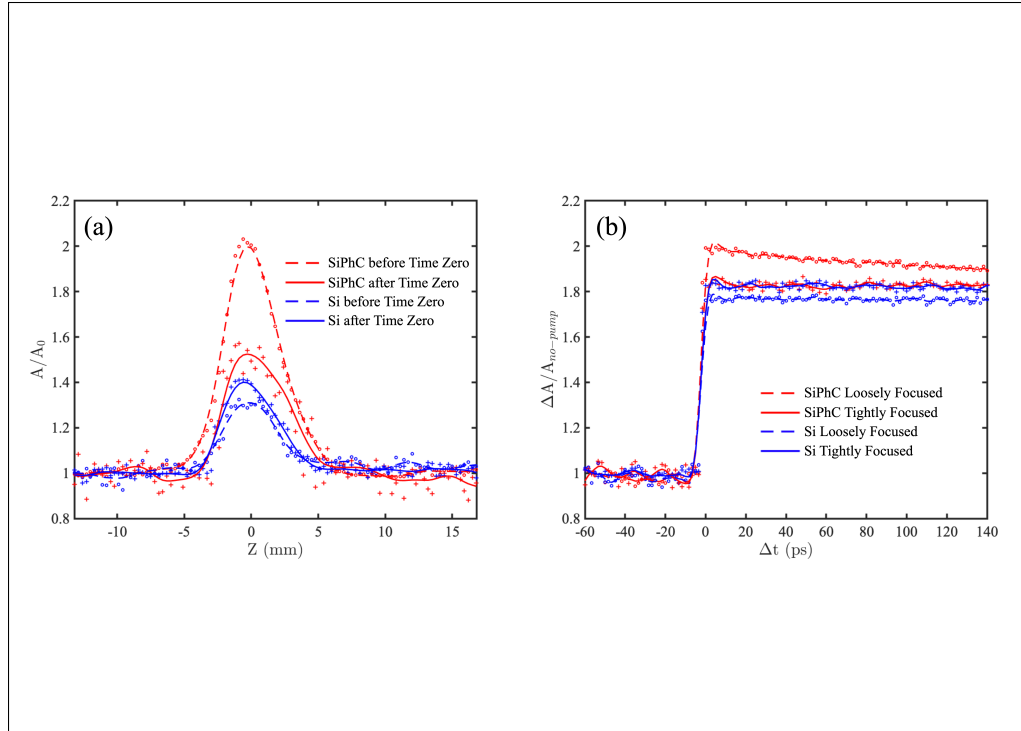 (a)
2.2
2
1.8
1.6
1.4
1.2
1
0.8
A/A0
-10
-5
0
5
10
15
Z (mm)
SiPhC before Time Zero
SiPhC after Time Zero
Si before Time Zero
Si after Time Zero
(b)
2.2
2
1.8
1.6
1.4
1.2
1
0.8
ΔA/Ano−pump
-60
-40
-20
0
20
40
60
80
100
120
140
Δt (ps)
SiPhC Loosely Focused
SiPhC Tightly Focused
Si Loosely Focused
Si Tightly Focused